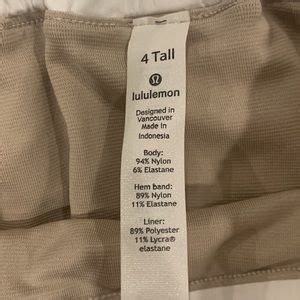 4 Tall
lululemon
Designed in
Vancouver
Made in
Indonesia
Body:
94% Nylon
6% Elastane
Hem band:
89% Nylon
11% Elastane
Liner:
89% Polyester
11% Lycra®
elastane